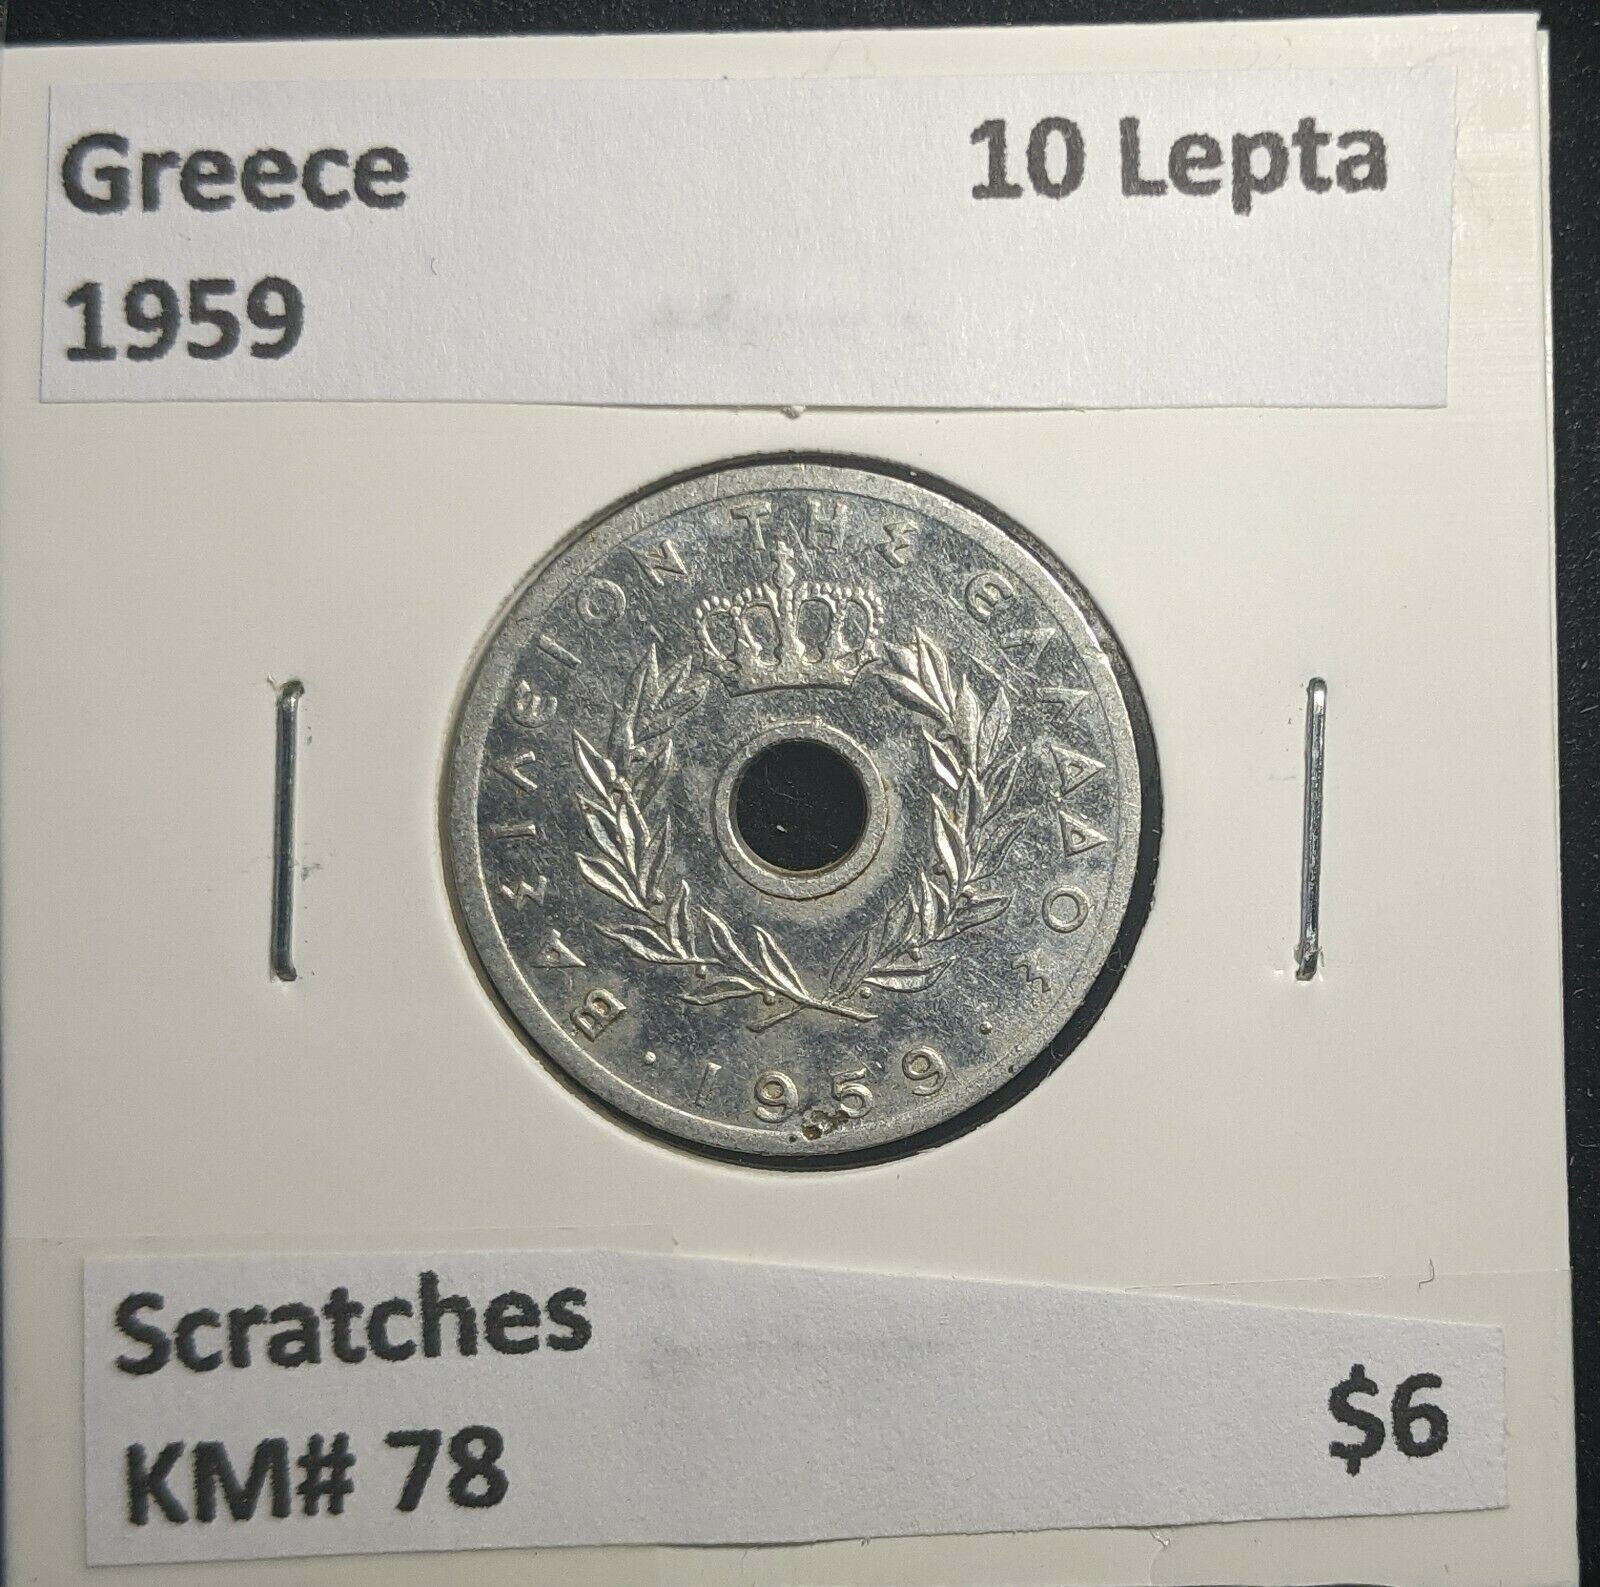 Greece 10 Lepta
1959
ΒΑΣΙΛΕΙΟΝ ΤΗΣ ΕΛΛΑΔΟΣ
· 1959 ·
Scratches
KM# 78 $6